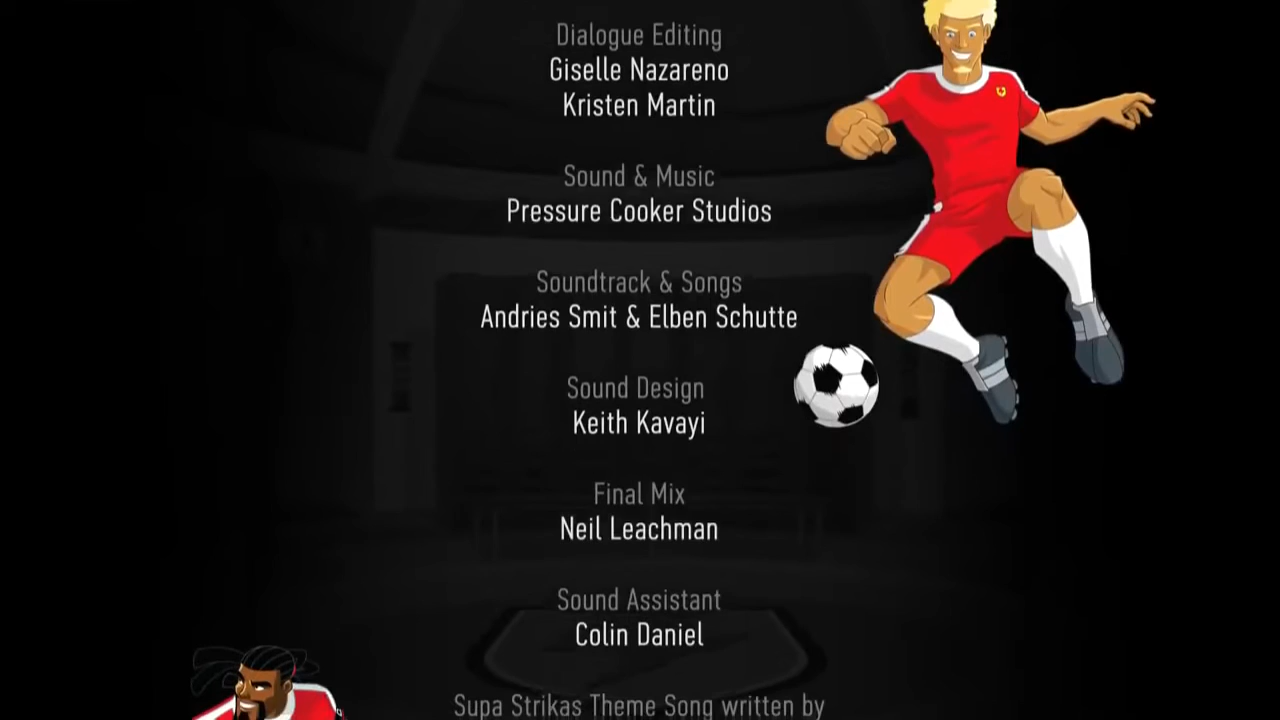 Dialogue Editing
Giselle Nazareno
Kristen Martin
Sound & Music
Pressure Cooker Studios
Soundtrack & Songs
Andries Smit & Elben Schutte
Sound Design
Keith Kavayi
Final Mix
Neil Leachman
Sound Assistant
Colin Daniel
Supa Strikas Theme Song written by